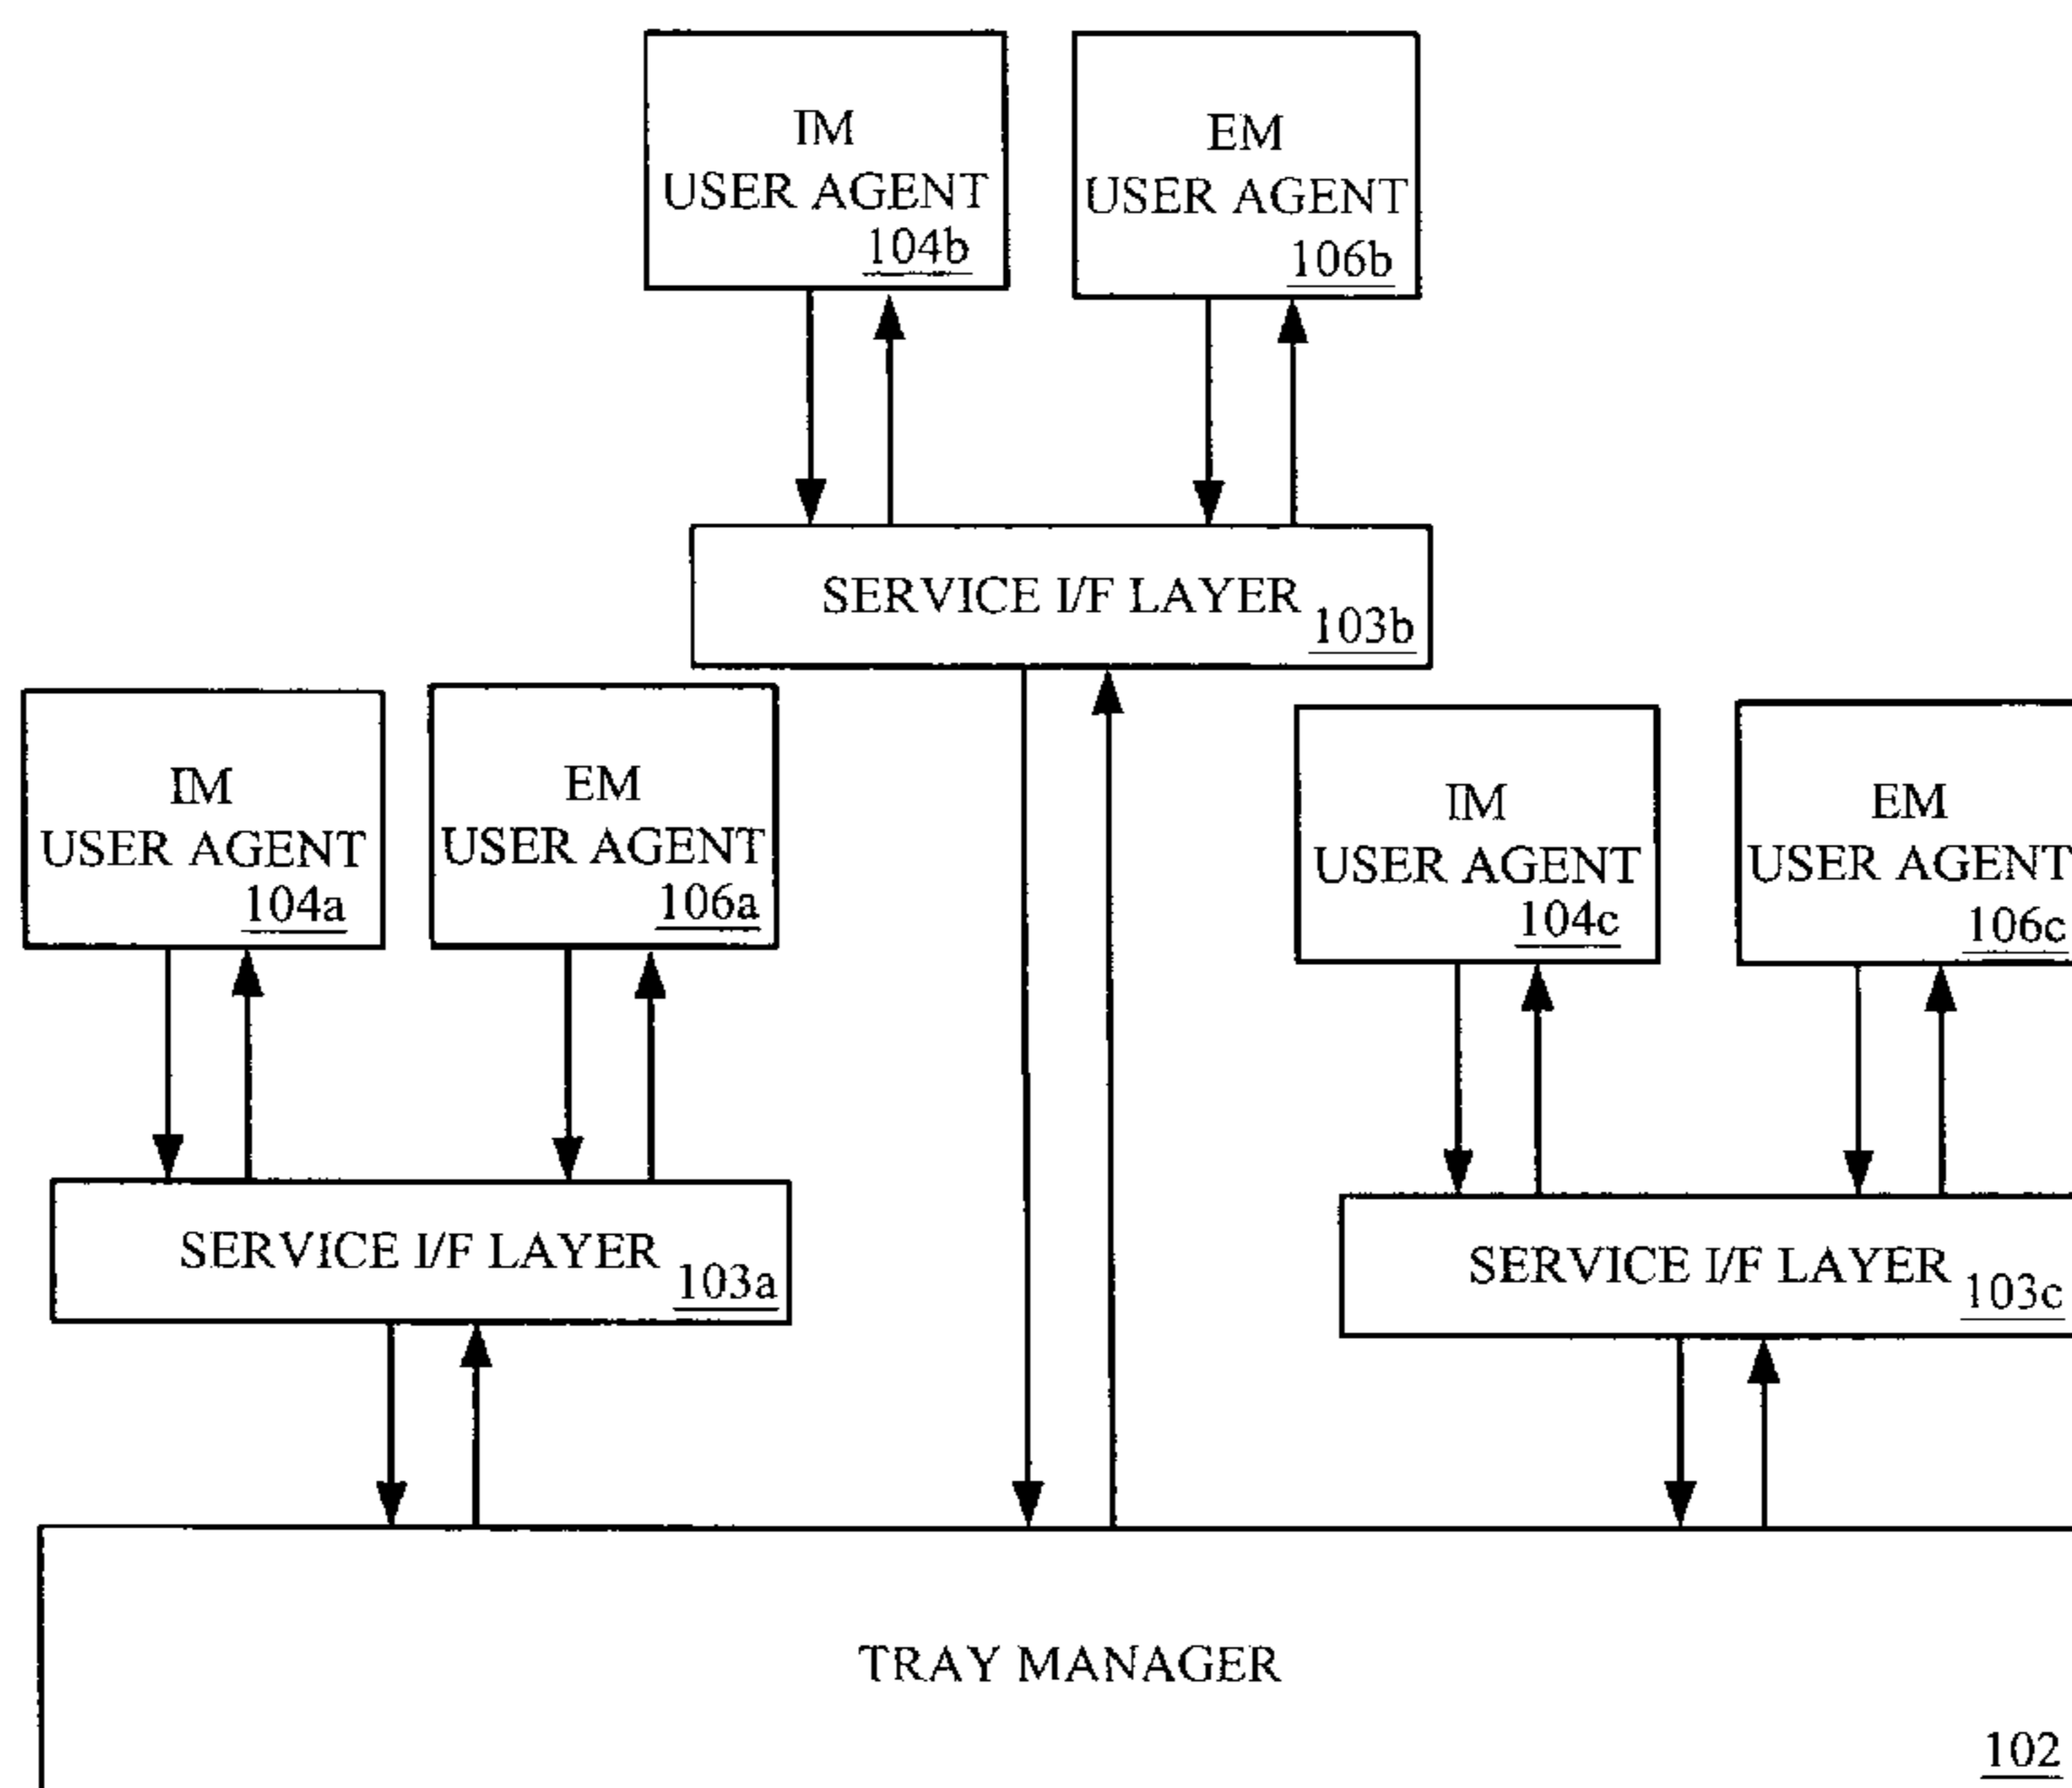 IM
USER AGENT
104b
EM
USER AGENT
106b
SERVICE I/F LAYER
103b
IM
USER AGENT
104a
EM
USER AGENT
106a
IM
USER AGENT
104c
EM
USER AGENT
106c
SERVICE I/F LAYER
103a
SERVICE I/F LAYER
103c
TRAY MANAGER
102